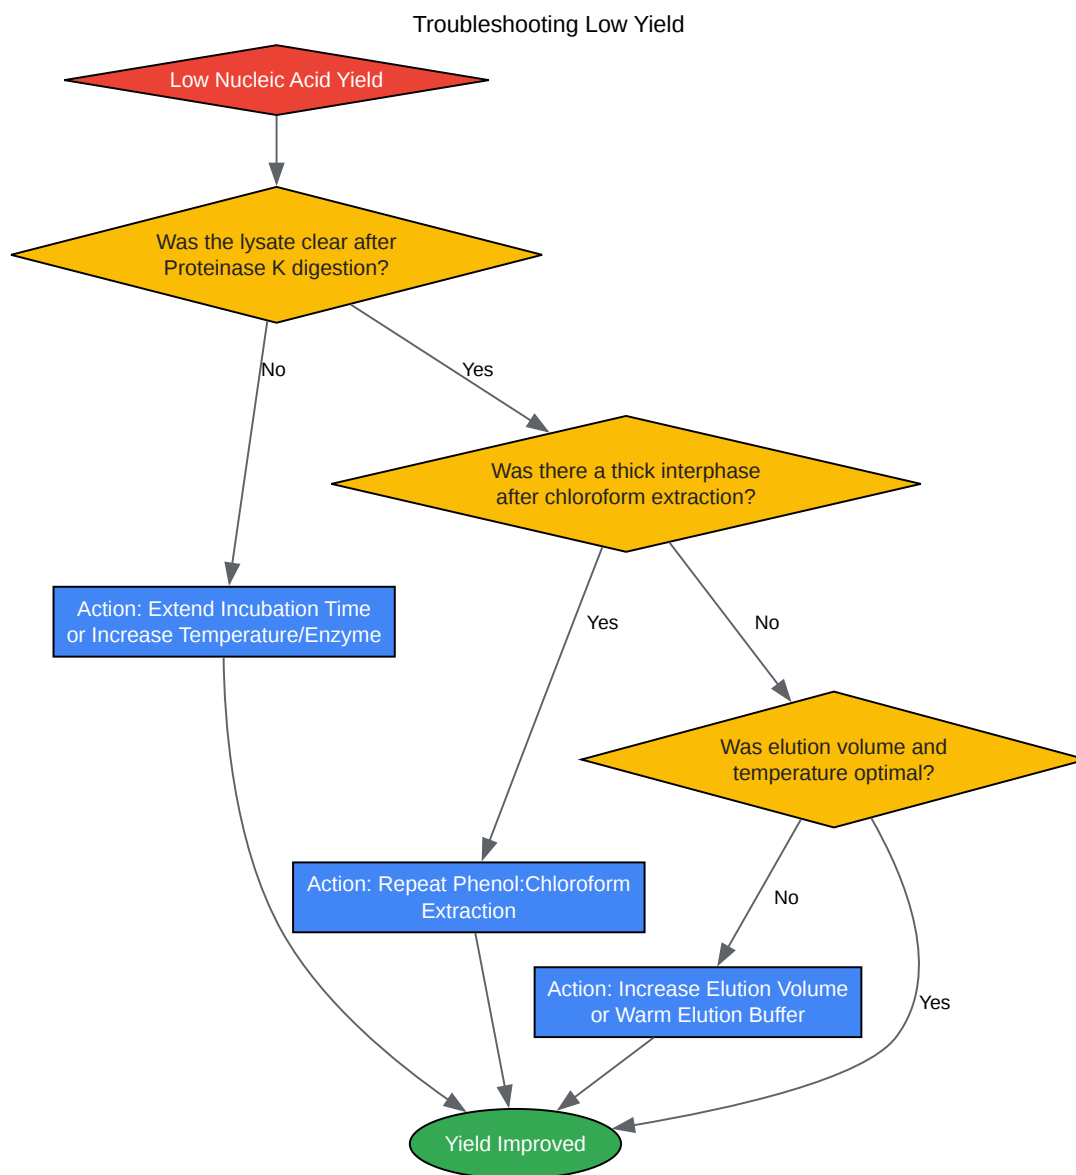 Troubleshooting Low Yield
Low Nucleic Acid Yield
Was the lysate clear after
Proteinase K digestion?
No
Yes
Was there a thick interphase
after chloroform extraction?
Action: Extend Incubation Time
or Increase Temperature/Enzyme
Yes
No
Was elution volume and
temperature optimal?
Action: Repeat Phenol:Chloroform
Extraction
No
Action: Increase Elution Volume
or Warm Elution Buffer
Yes
Yield Improved